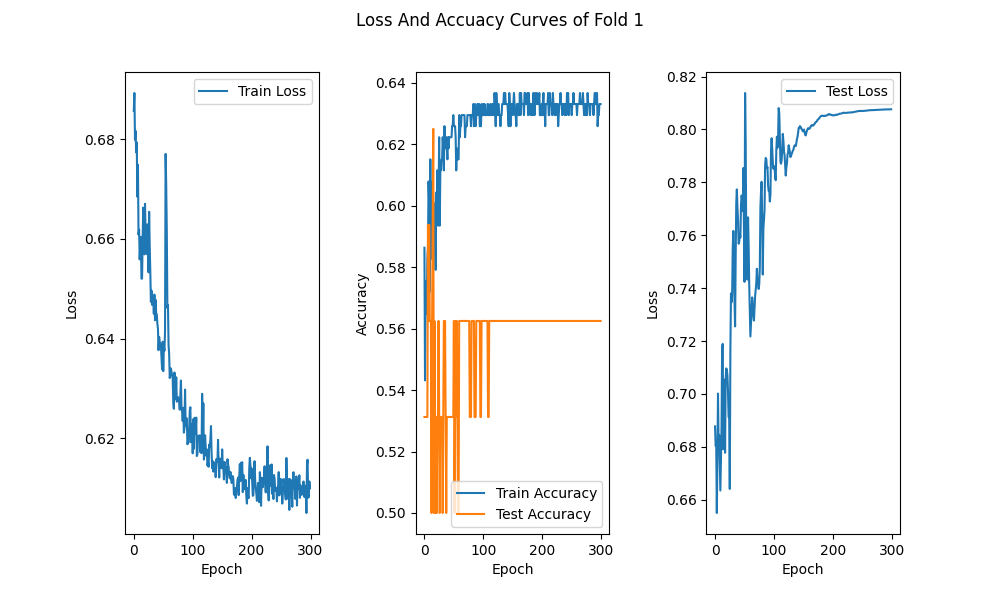 Loss And Accuacy Curves of Fold 1
Loss
0.68
0.66
0.64
0.62
Train Loss
0 100 200 300
Epoch
Accuracy
0.64
0.62
0.60
0.58
0.56
0.54
0.52
0.50
Train Accuracy
Test Accuracy
0 100 200 300
Epoch
Loss
0.82
0.80
0.78
0.76
0.74
0.72
0.70
0.68
0.66
Test Loss
0 100 200 300
Epoch